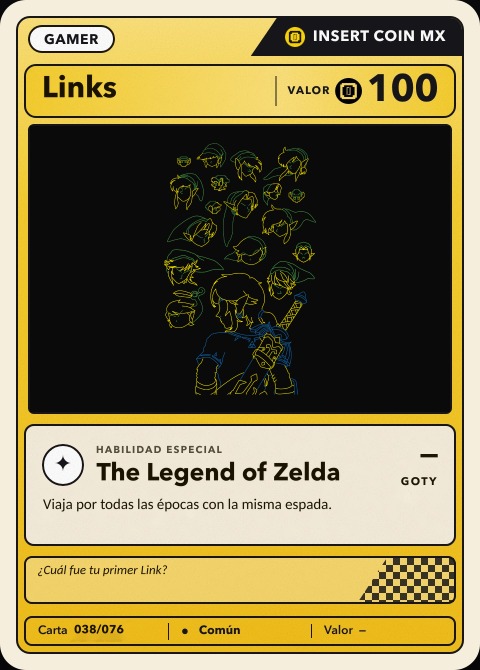 GAMER
INSERT COIN MX
Links
VALOR 100
HABILIDAD ESPECIAL
The Legend of Zelda
—
GOTY
Viaja por todas las épocas con la misma espada.
¿Cuál fue tu primer Link?
Carta 038/076 • Común Valor —